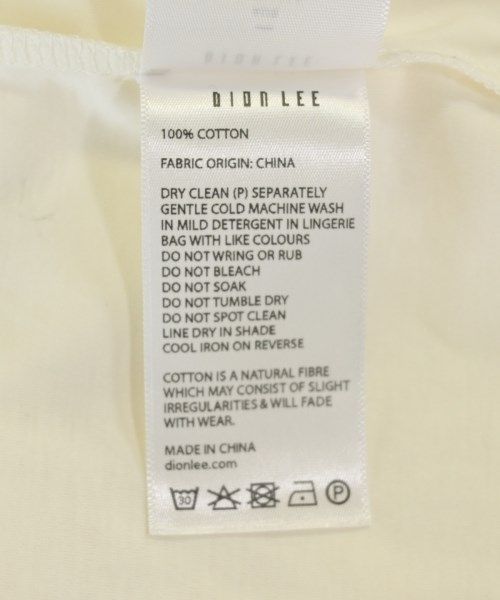 DION LEE
100% COTTON
FABRIC ORIGIN: CHINA
DRY CLEAN (P) SEPARATELY
GENTLE COLD MACHINE WASH
IN MILD DETERGENT IN LINGERIE
BAG WITH LIKE COLOURS
DO NOT WRING OR RUB
DO NOT BLEACH
DO NOT SOAK
DO NOT TUMBLE DRY
DO NOT SPOT CLEAN
LINE DRY IN SHADE
COOL IRON ON REVERSE
COTTON IS A NATURAL FIBRE
WHICH MAY CONSIST OF SLIGHT
IRREGULARITIES & WILL FADE
WITH WEAR.
MADE IN CHINA
dionlee.com
30 P